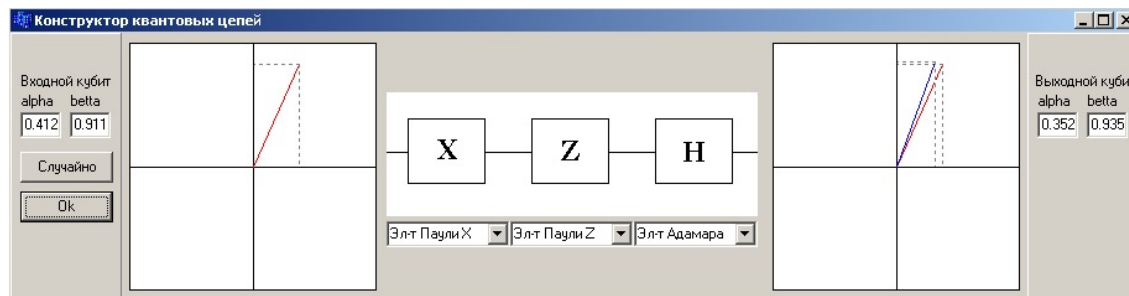 Конструктор квантовых цепей
Входной кубит
alpha betta
0.412 0.911
Случайно
Ok
X Z H
Эл-т Паули X Эл-т Паули Z Эл-т Адамара
Выходной куби
alpha betta
0.352 0.935